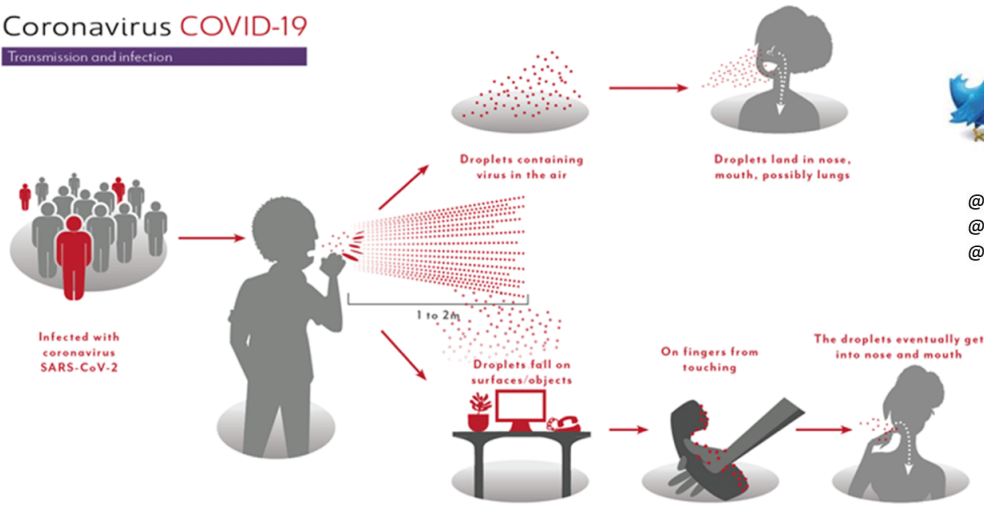 Coronavirus COVID-19
Transmission and infection
Droplets containing
virus in the air
Droplets land in nose,
mouth, possibly lungs
@
@
@
1 to 2m
Infected with
coronavirus
SARS-CoV-2
Droplets fall on
surfaces/objects
On fingers from
touching
The droplets eventually get
into nose and mouth